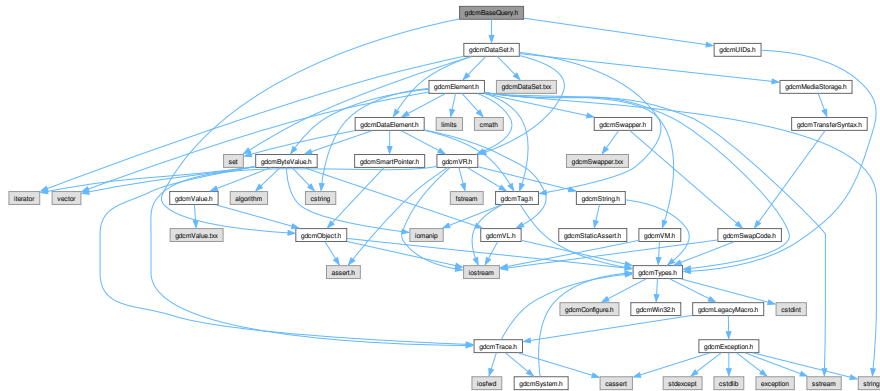 gdcmBaseQuery.h
gdcmDataSet.h
gdcmUIDs.h
gdcmElement.h
gdcmDataSet.txx
gdcmMediaStorage.h
gdcmDataElement.h
limits
cmath
gdcmSwapper.h
gdcmTransferSyntax.h
set
gdcmByteValue.h
gdcmSmartPointer.h
gdcmVR.h
gdcmSwapper.txx
iterator
vector
gdcmValue.h
algorithm
cstring
fstream
gdcmTag.h
gdcmString.h
gdcmValue.txx
gdcmObject.h
iomanip
gdcmVL.h
gdcmStaticAssert.h
gdcmVM.h
gdcmSwapCode.h
assert.h
iostream
gdcmTypes.h
gdcmConfigure.h
gdcmWin32.h
gdcmLegacyMacro.h
cstdint
gdcmTrace.h
gdcmException.h
iosfwd
gdcmSystem.h
cassert
stdexcept
cstdlib
exception
sstream
string